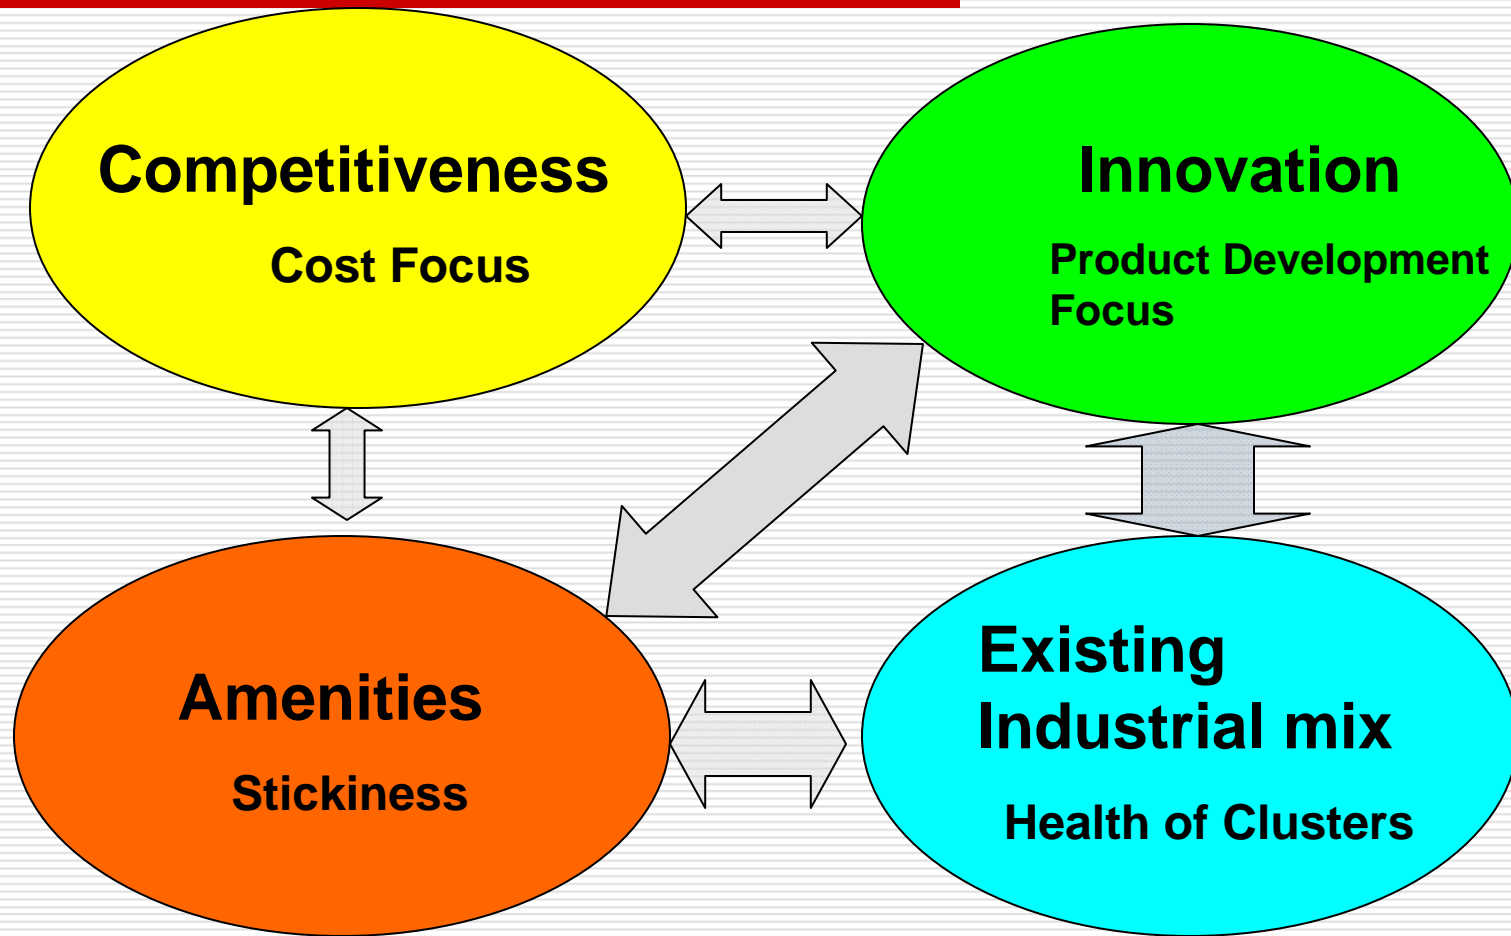 Competitiveness
Cost Focus
Innovation
Product Development
Focus
Amenities
Stickiness
Existing
Industrial mix
Health of Clusters